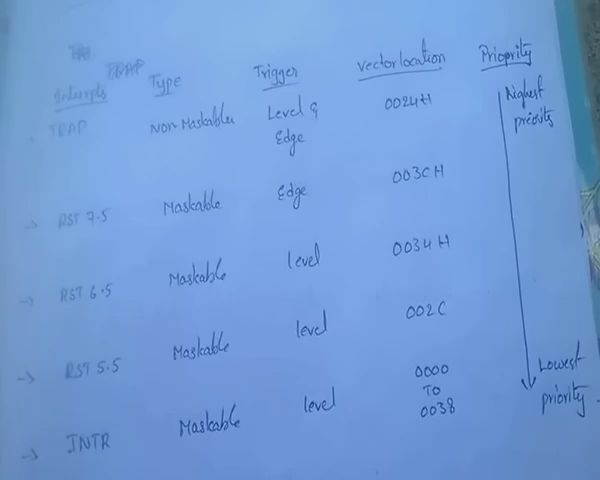 TRAP
Intrupts Type Trigger Vector location Priority
TRAP Non-Maskable Level & Edge 0024H Highest priority
→ RST 7.5 Maskable Edge 003CH
→ RST 6.5 Maskable level 0034H
→ RST 5.5 Maskable level 002C
→ INTR Maskable level 0000 TO 0038 Lowest priority